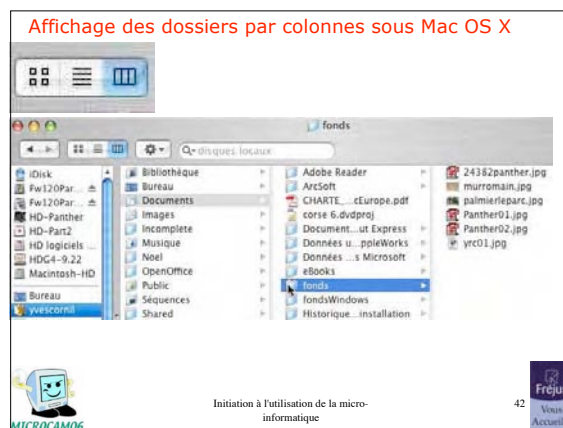 Affichage des dossiers par colonnes sous Mac OS X
fonds
disques locaux
iDisk
Fw120Par...
Fw120Par...
HD-Panther
HD-Part2
HD logiciels ...
HDG4-9.22
Macintosh-HD
Bureau
yvescornil
Bibliothèque
Bureau
Documents
Images
Incomplete
Musique
Noel
OpenOffice
Public
Séquences
Shared
Adobe Reader
ArcSoft
CHARTE_...cEurope.pdf
corse 6.dvdproj
Document...ut Express
Données u...ppleWorks
Données ...s Microsoft
eBooks
fonds
fondsWindows
Historique...installation
24382panther.jpg
murromain.jpg
palmierleparc.jpg
Panther01.jpg
Panther02.jpg
yrc01.jpg
MICROCAM06
Initiation à l'utilisation de la micro-
informatique
42
Fréjus
Vous
Accueil